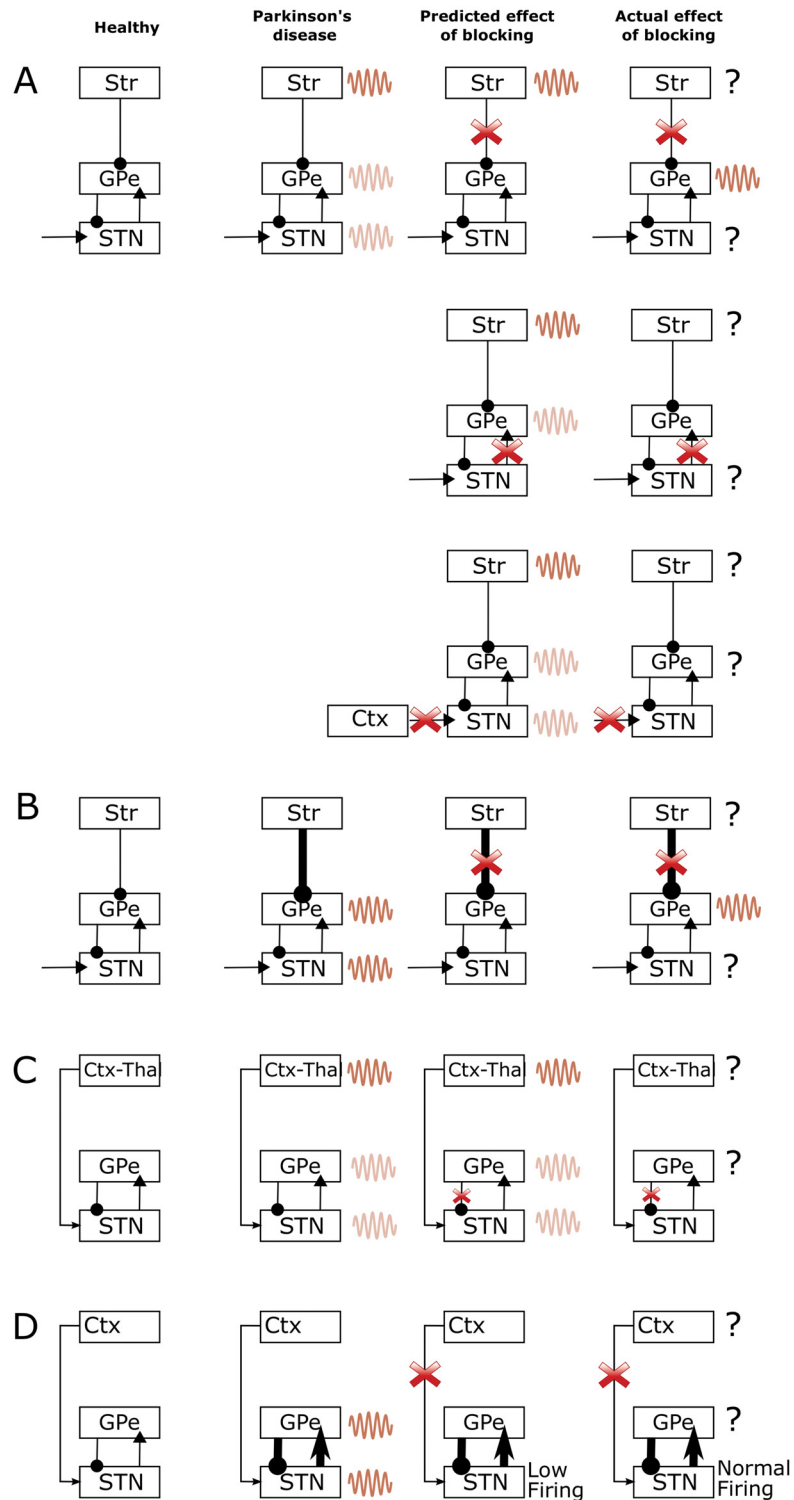 Healthy
Parkinson's
disease
Predicted effect
of blocking
Actual effect
of blocking
A
Str
Str
Str
Str ?
GPe
GPe
GPe
GPe
STN
STN
STN
STN ?
Str
Str ?
GPe
GPe
STN
STN ?
Str
Str ?
GPe
GPe ?
Ctx
STN
STN
B
Str
Str
Str
Str ?
GPe
GPe
GPe
GPe
STN
STN
STN
STN ?
C
Ctx-Thal
Ctx-Thal
Ctx-Thal
Ctx-Thal ?
GPe
GPe
GPe
GPe ?
STN
STN
STN
STN
D
Ctx
Ctx
Ctx
Ctx ?
GPe
GPe
GPe
GPe ?
STN
STN
STN
Low
Firing
STN
Normal
Firing